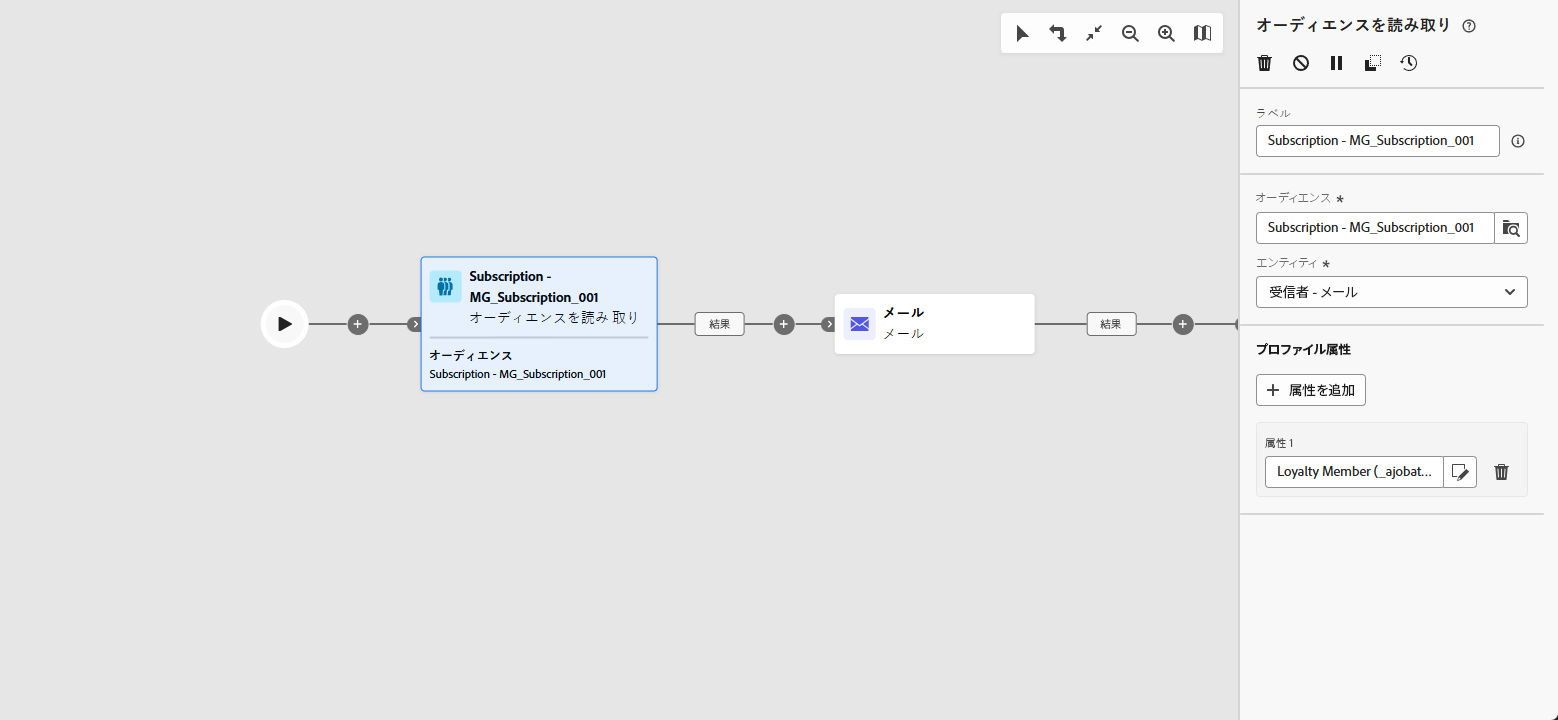 オーディエンスを読み取り
ラベル
Subscription - MG_Subscription_001
オーディエンス *
Subscription - MG_Subscription_001
エンティティ *
受信者 - メール
プロファイル属性
属性を追加
属性 1
Loyalty Member (_ajobat...
Subscription -
MG_Subscription_001
オーディエンスを読み取り
オーディエンス
Subscription - MG_Subscription_001
結果
メール
メール
結果